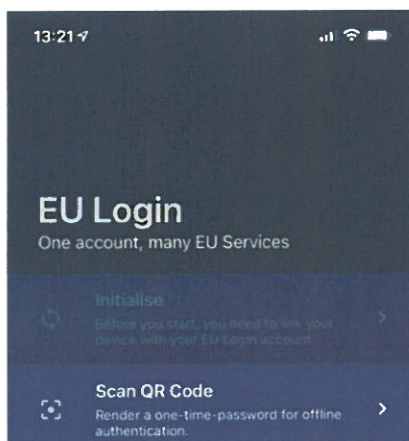 13:21
EU Login
One account, many EU Services
Initialise
Before you start, you need to link your
device with your EU Login account
Scan QR Code
Render a one-time-password for offline
authentication.